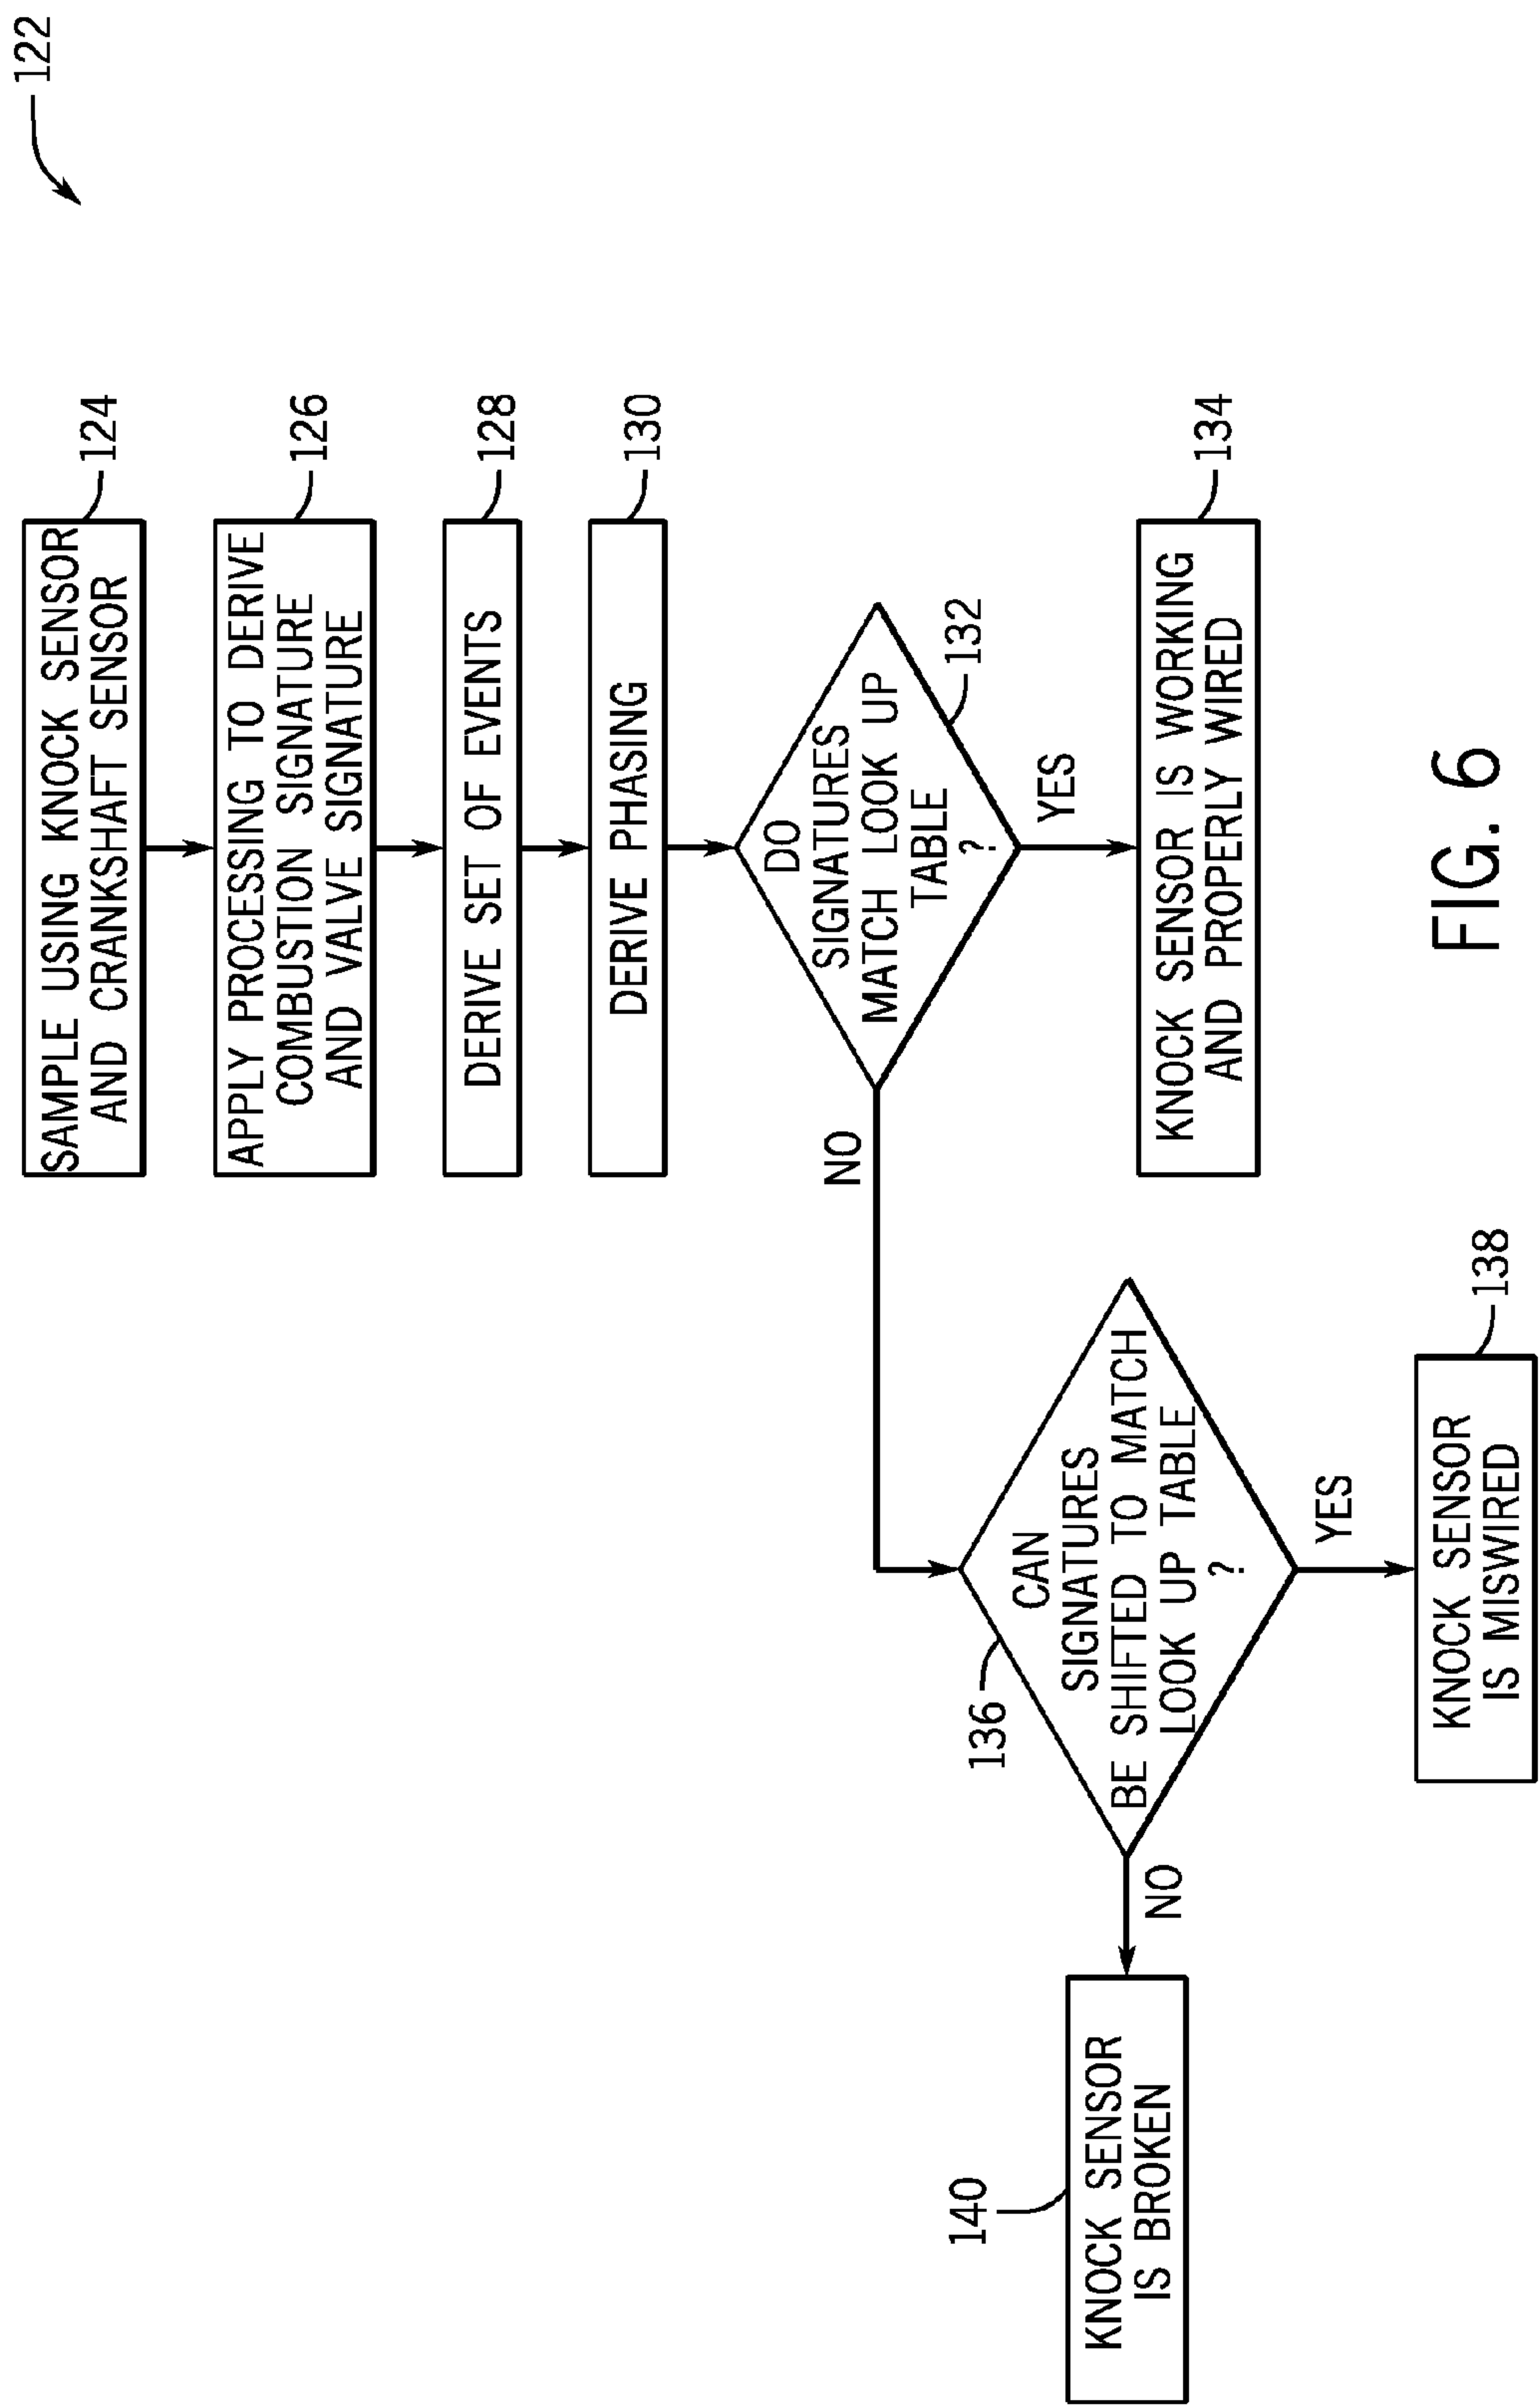 122
SAMPLE USING KNOCK SENSOR
AND CRANKSHAFT SENSOR
124
APPLY PROCESSING TO DERIVE
COMBUSTION SIGNATURE
AND VALVE SIGNATURE
126
DERIVE SET OF EVENTS
128
DERIVE PHASING
130
DO
SIGNATURES
MATCH LOOK UP
TABLE
?
132
NO
YES
KNOCK SENSOR IS WORKING
AND PROPERLY WIRED
134
136
CAN
SIGNATURES
BE SHIFTED TO MATCH
LOOK UP TABLE
?
NO
YES
140
KNOCK SENSOR
IS BROKEN
KNOCK SENSOR
IS MISWIRED
138
FIG. 6